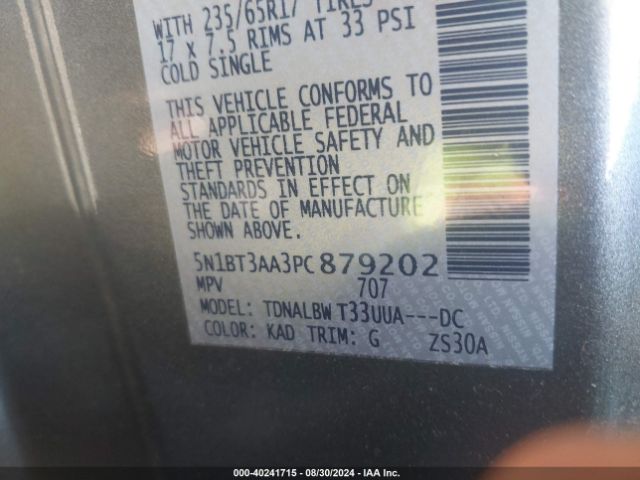 WITH 235/65R17 TIRES
17 x 7.5 RIMS AT 33 PSI
COLD SINGLE
THIS VEHICLE CONFORMS TO
ALL APPLICABLE FEDERAL
MOTOR VEHICLE SAFETY AND
THEFT PREVENTION
STANDARDS IN EFFECT ON
THE DATE OF MANUFACTURE
SHOWN ABOVE.
5N1BT3AA3PC879202
MPV 707
MODEL: TDNALBW T33UUA---DC
COLOR: KAD TRIM: G ZS30A
000-40241715 - 08/30/2024 - IAA Inc.